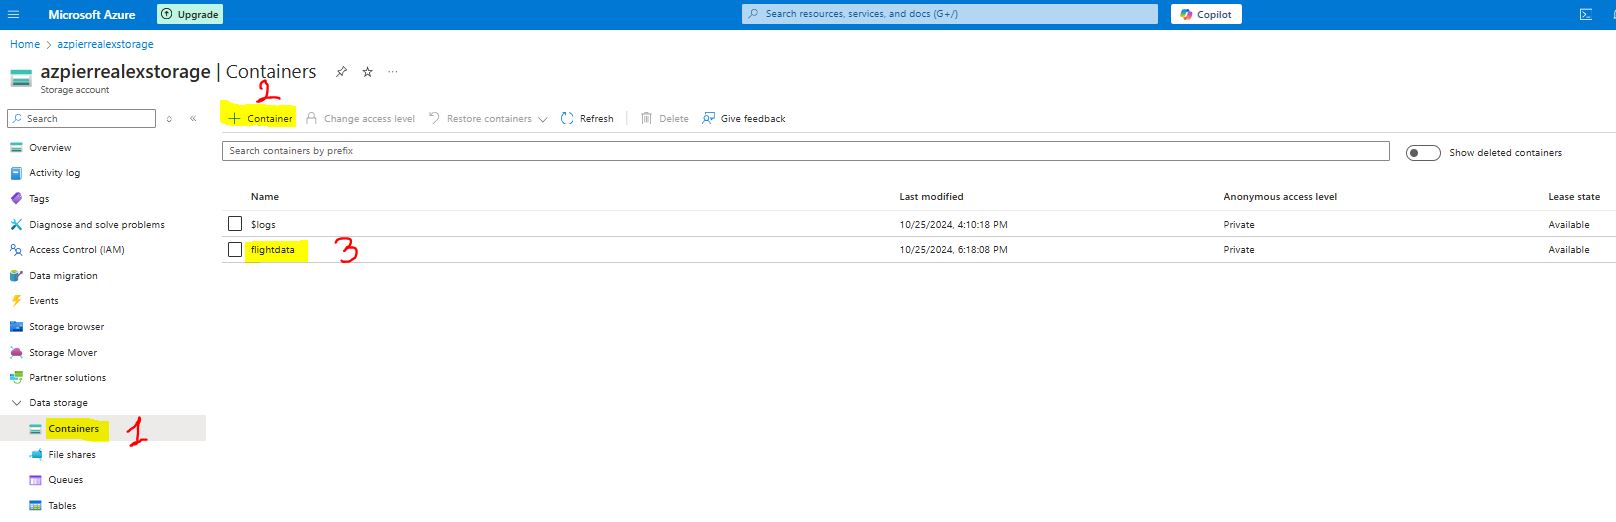 Microsoft Azure
Upgrade
Search resources, services, and docs (G+/)
Copilot
Home > azpierrealexstorage
azpierrealexstorage | Containers
Storage account
2
Search
+ Container
Change access level
Restore containers
Refresh
Delete
Give feedback
Search containers by prefix
Show deleted containers
Overview
Activity log
Tags
Diagnose and solve problems
Access Control (IAM)
Data migration
Events
Storage browser
Storage Mover
Partner solutions
Data storage
Containers
1
File shares
Queues
Tables
Name Last modified Anonymous access level Lease state
$logs 10/25/2024, 4:10:18 PM Private Available
flightdata 3 10/25/2024, 6:18:08 PM Private Available